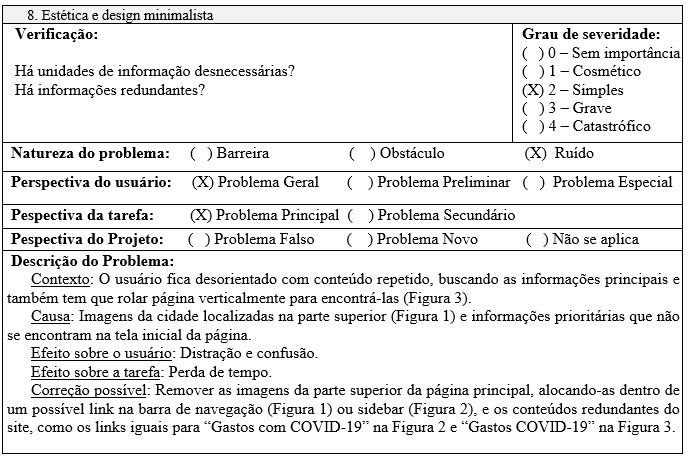 8. Estética e design minimalista
Verificação:
Há unidades de informação desnecessárias?
Há informações redundantes?
Grau de severidade:
( ) 0 – Sem importância
( ) 1 – Cosmético
(X) 2 – Simples
( ) 3 – Grave
( ) 4 – Catastrófico
Natureza do problema: ( ) Barreira ( ) Obstáculo (X) Ruído
Perspectiva do usuário: (X) Problema Geral ( ) Problema Preliminar ( ) Problema Especial
Pespectiva da tarefa: (X) Problema Principal ( ) Problema Secundário
Pespectiva do Projeto: ( ) Problema Falso ( ) Problema Novo ( ) Não se aplica
Descrição do Problema:
Contexto: O usuário fica desorientado com conteúdo repetido, buscando as informações principais e
também tem que rolar página verticalmente para encontrá-las (Figura 3).
Causa: Imagens da cidade localizadas na parte superior (Figura 1) e informações prioritárias que não
se encontram na tela inicial da página.
Efeito sobre o usuário: Distração e confusão.
Efeito sobre a tarefa: Perda de tempo.
Correção possível: Remover as imagens da parte superior da página principal, alocando-as dentro de
um possível link na barra de navegação (Figura 1) ou sidebar (Figura 2), e os conteúdos redundantes do
site, como os links iguais para “Gastos com COVID-19” na Figura 2 e “Gastos COVID-19” na Figura 3.